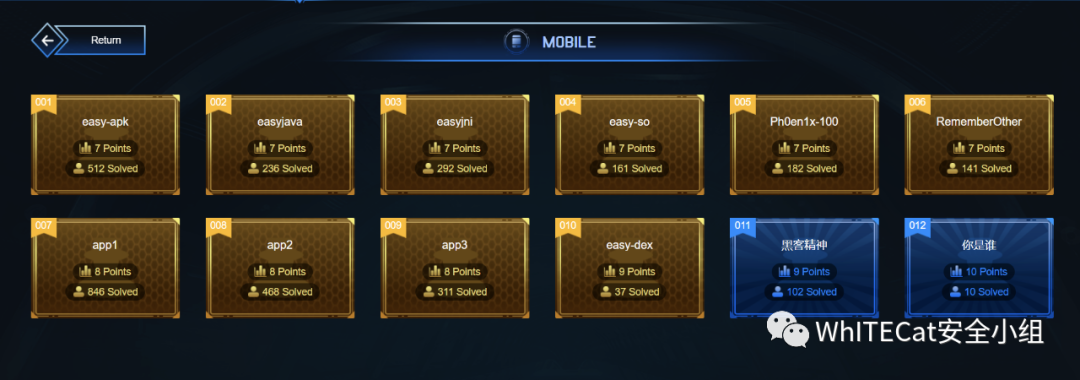 Return
MOBILE
001
easy-apk
7 Points
512 Solved
002
easyjava
7 Points
236 Solved
003
easyjni
7 Points
292 Solved
004
easy-so
7 Points
161 Solved
005
Ph0en1x-100
7 Points
182 Solved
006
RememberOther
7 Points
141 Solved
007
app1
8 Points
846 Solved
008
app2
8 Points
468 Solved
009
app3
8 Points
311 Solved
010
easy-dex
9 Points
37 Solved
011
黑客精神
9 Points
102 Solved
012
你是谁
10 Points
10 Solved
WhITECat安全小组